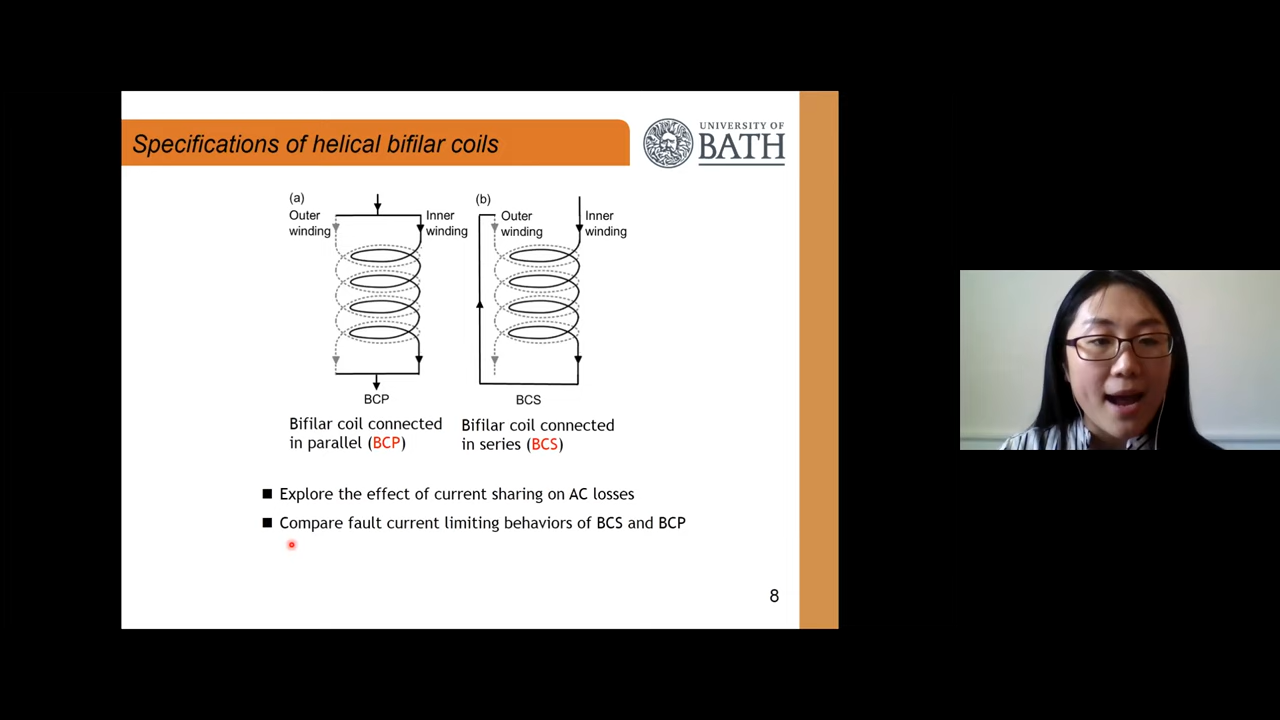 Specifications of helical bifilar coils
UNIVERSITY OF
BATH
(a)
Outer
winding
Inner
winding
BCP
(b)
Outer
winding
Inner
winding
BCS
Bifilar coil connected
in parallel (BCP)
Bifilar coil connected
in series (BCS)
Explore the effect of current sharing on AC losses
Compare fault current limiting behaviors of BCS and BCP
8